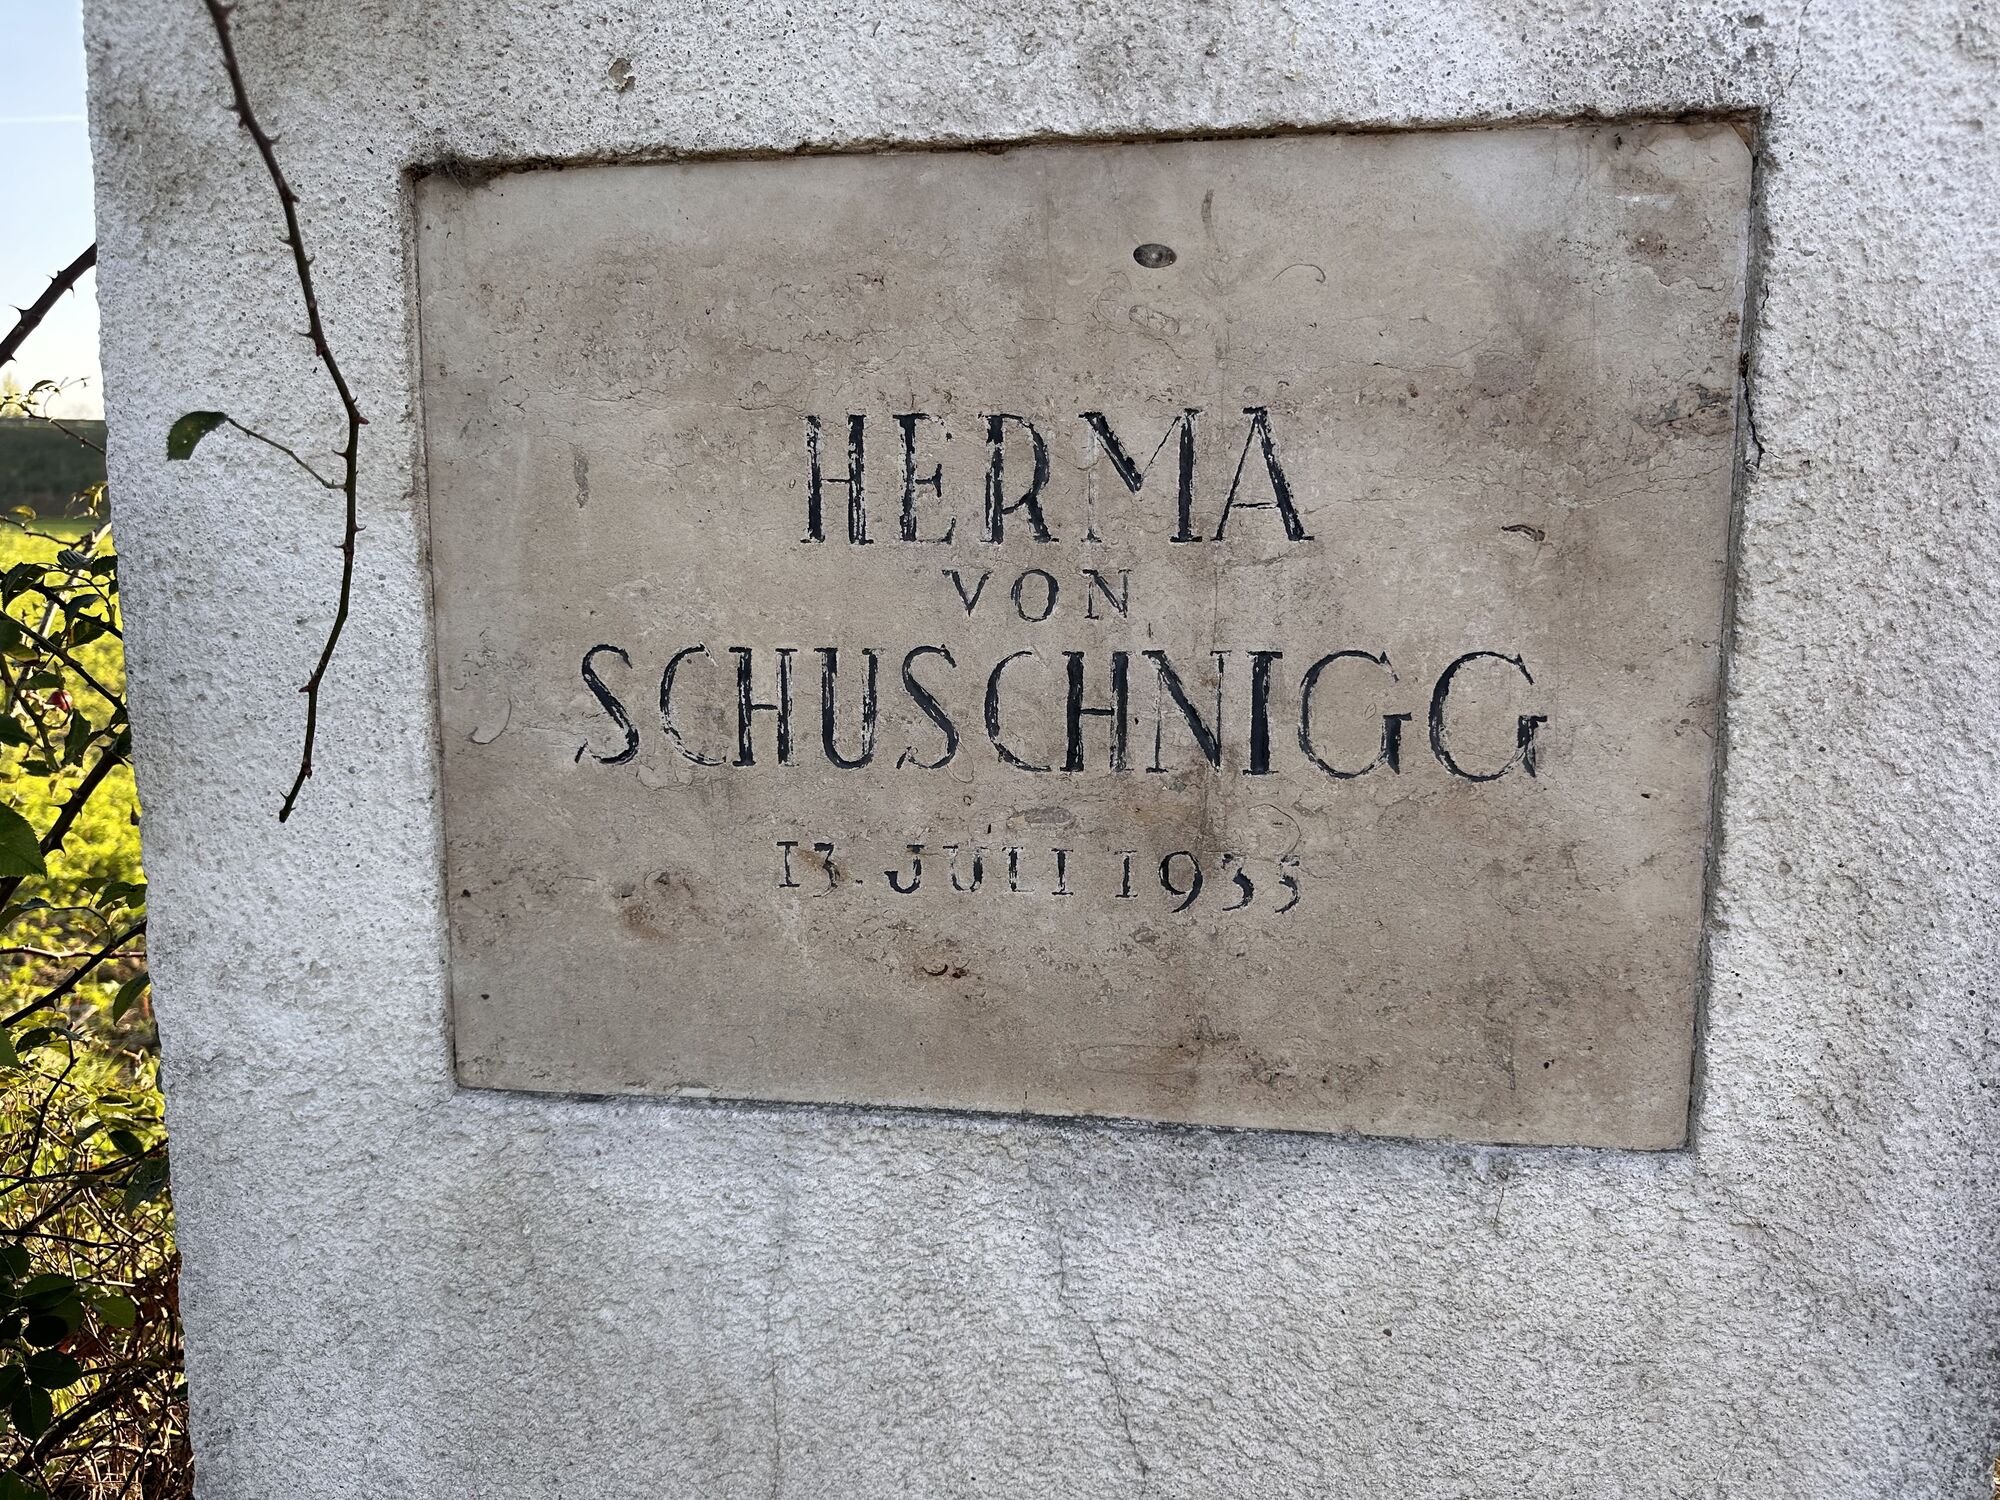 HERMA
VON
SCHUSCHNIGG
13. JULI 1935